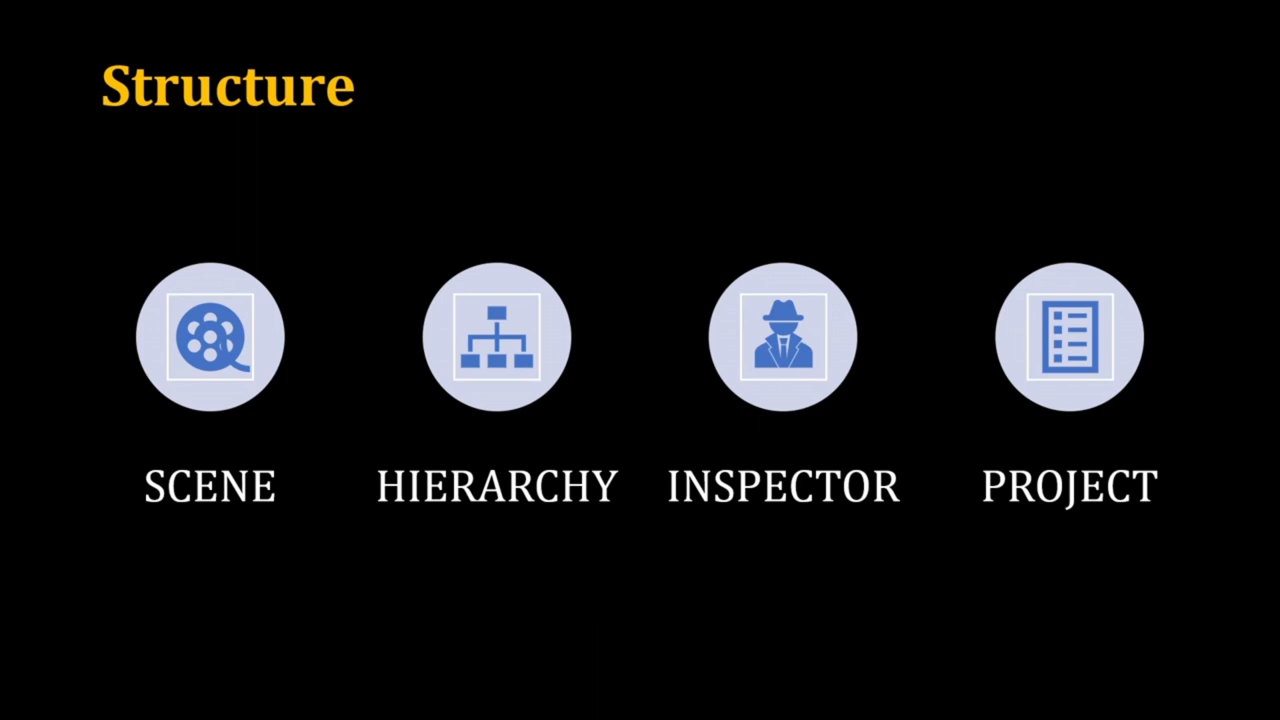 Structure
SCENE
HIERARCHY
INSPECTOR
PROJECT